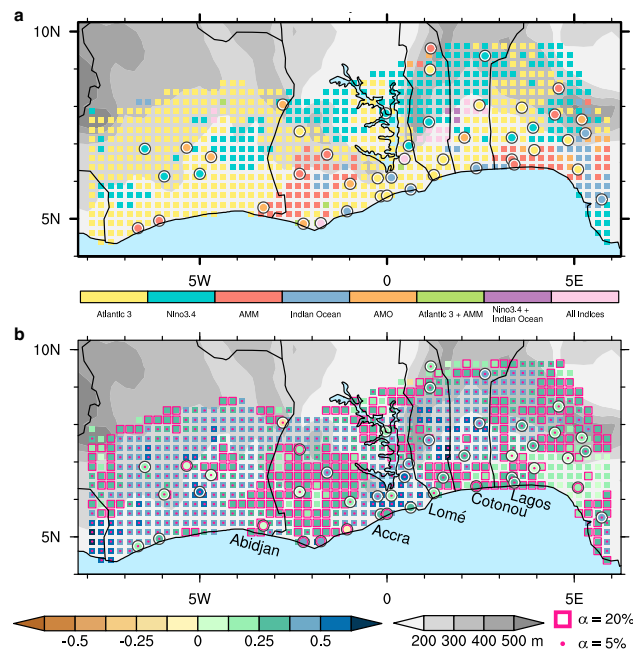 a
10N
5N
5W 0 5E
Atlantic 3 Nino3.4 AMM Indian Ocean AMO Atlantic 3 + AMM Nino3.4 + Indian Ocean All Indices
b
10N
5N
Abidjan Accra Lomé Cotonou Lagos
5W 0 5E
-0.5 -0.25 0 0.25 0.5
200 300 400 500 m
α = 20%
α = 5%